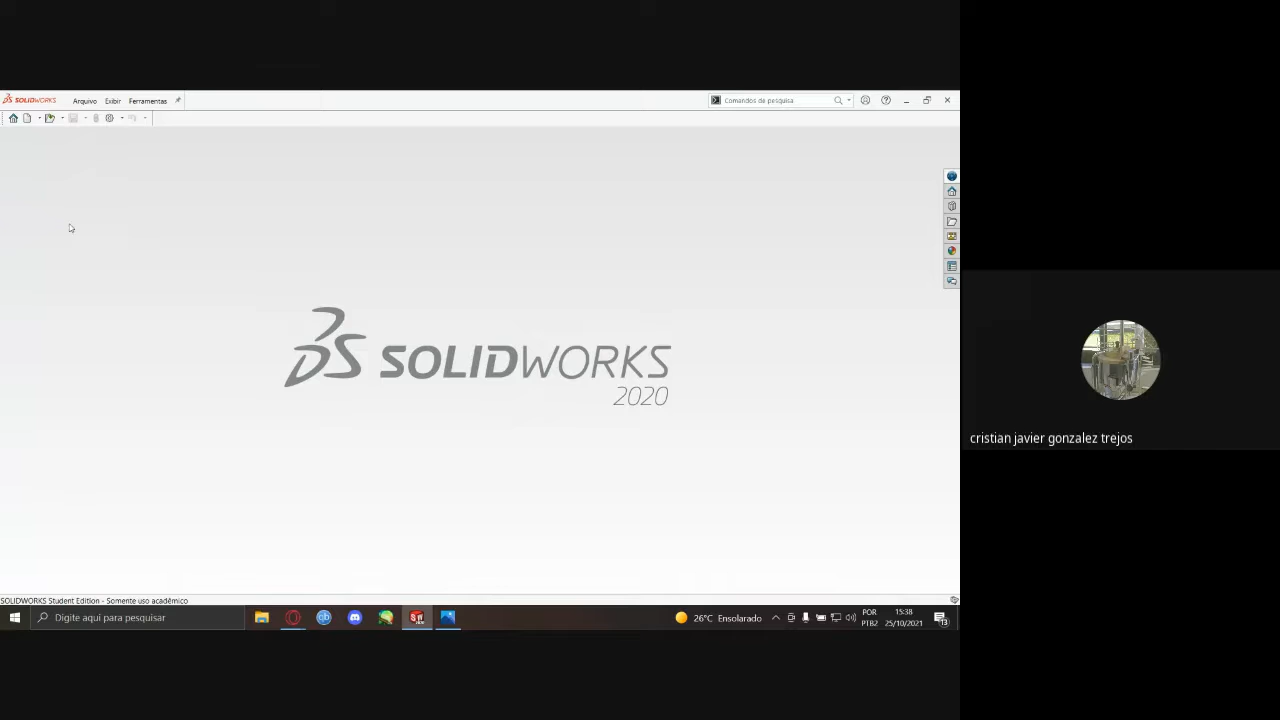 SOLIDWORKS Arquivo Exibir Ferramentas Comandos de pesquisa
SOLIDWORKS
2020
cristian javier gonzalez trejos
SOLIDWORKS Student Edition - Somente uso acadêmico
Digite aqui para pesquisar
26°C Ensolarado
POR
PTB2
15:38
25/10/2021
13